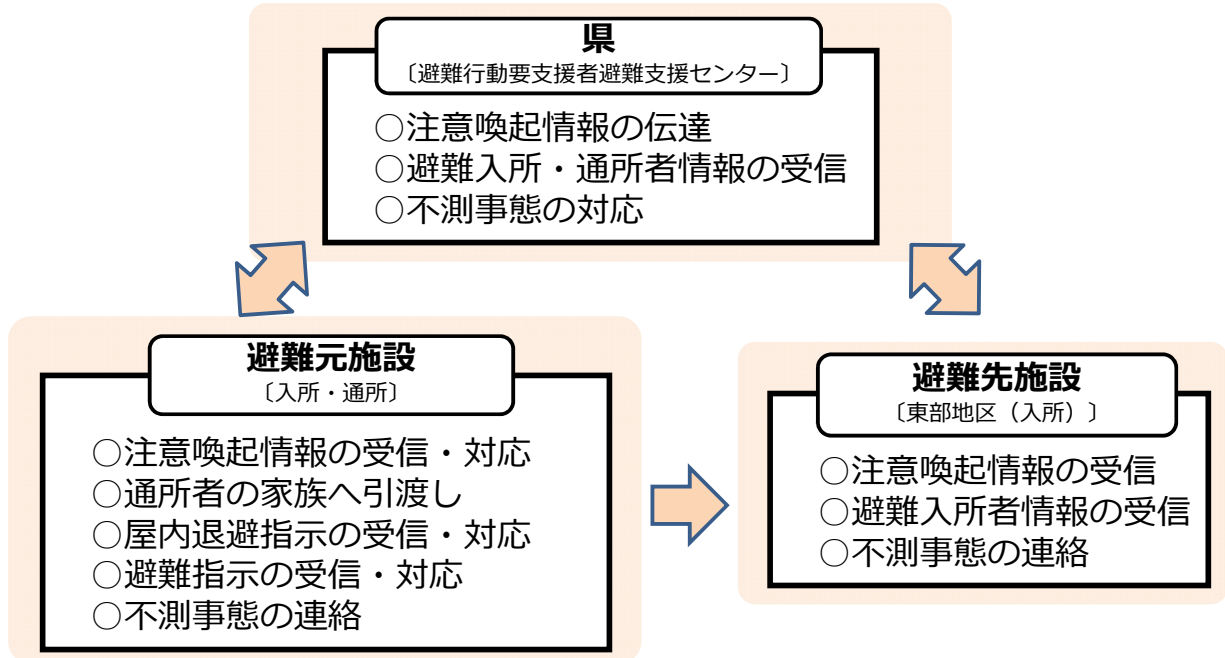 県
〔避難行動要支援者避難支援センター〕
○注意喚起情報の伝達
○避難入所・通所者情報の受信
○不測事態の対応
避難元施設
〔入所・通所〕
○注意喚起情報の受信・対応
○通所者の家族へ引渡し
○屋内退避指示の受信・対応
○避難指示の受信・対応
○不測事態の連絡
避難先施設
〔東部地区（入所）〕
○注意喚起情報の受信
○避難入所者情報の受信
○不測事態の連絡